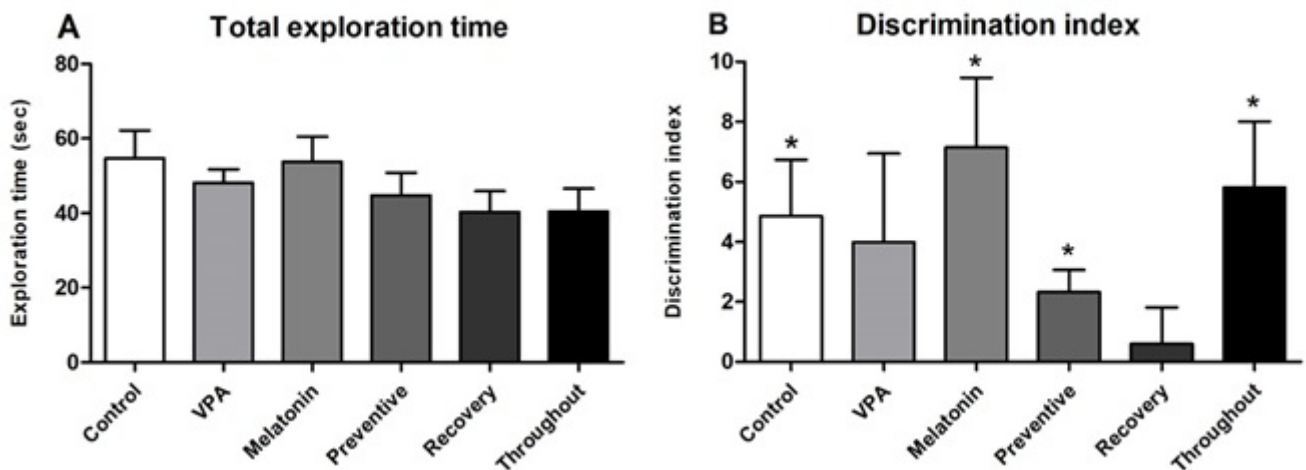 A Total exploration time
Exploration time (sec)
80
60
40
20
0
Control
VPA
Melatonin
Preventive
Recovery
Throughout
B Discrimination index
Discrimination index
10
8
6
4
2
0
*
*
*
*
Control
VPA
Melatonin
Preventive
Recovery
Throughout